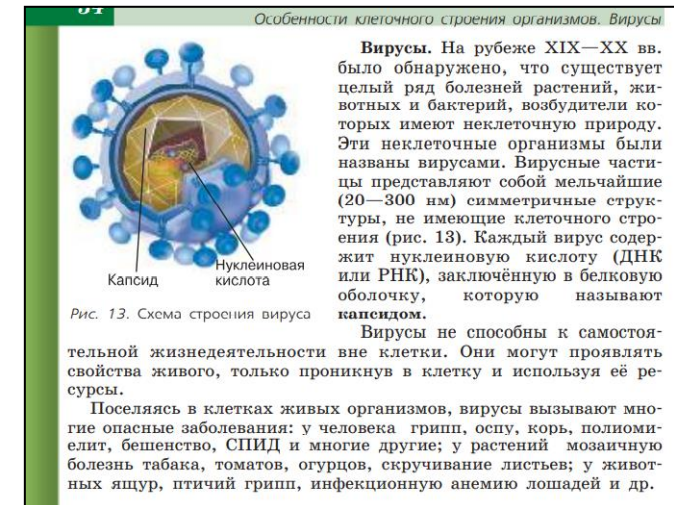 54
Особенности клеточного строения организмов. Вирусы
Вирусы. На рубеже XIX—XX вв.
было обнаружено, что существует
целый ряд болезней растений, жи-
вотных и бактерий, возбудители ко-
торых имеют неклеточную природу.
Эти неклеточные организмы были
названы вирусами. Вирусные части-
цы представляют собой мельчайшие
(20—300 нм) симметричные струк-
туры, не имеющие клеточного стро-
ения (рис. 13). Каждый вирус содер-
жит нуклеиновую кислоту (ДНК
или РНК), заключённую в белковую
оболочку, которую называют
капсидом.
Капсид
Нуклеиновая
кислота
Рис. 13. Схема строения вируса
Вирусы не способны к самостоя-
тельной жизнедеятельности вне клетки. Они могут проявлять
свойства живого, только проникнув в клетку и используя её ре-
сурсы.
Поселяясь в клетках живых организмов, вирусы вызывают мно-
гие опасные заболевания: у человека грипп, оспу, корь, полиоми-
елит, бешенство, СПИД и многие другие; у растений мозаичную
болезнь табака, томатов, огурцов, скручивание листьев; у живот-
ных ящур, птичий грипп, инфекционную анемию лошадей и др.